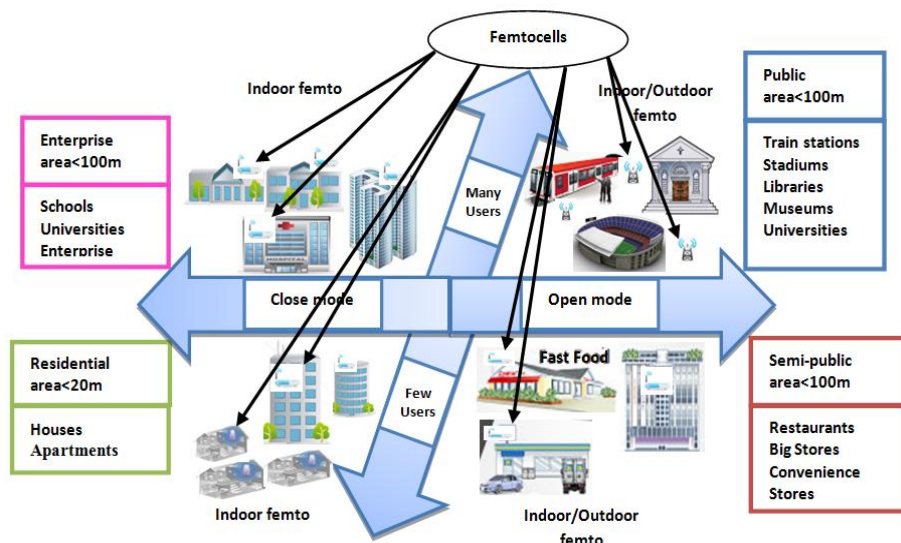 Femtocells
Indoor femto
Indoor/Outdoor
femto
Public
area<100m
Enterprise
area<100m
Train stations
Stadiums
Libraries
Museums
Universities
Schools
Universities
Enterprise
Many
Users
HOSPITAL
Close mode
Open mode
Residential
area<20m
Fast Food
Semi-public
area<100m
Few
Users
Houses
Apartments
Restaurants
Big Stores
Convenience
Stores
Indoor femto
Indoor/Outdoor
femto